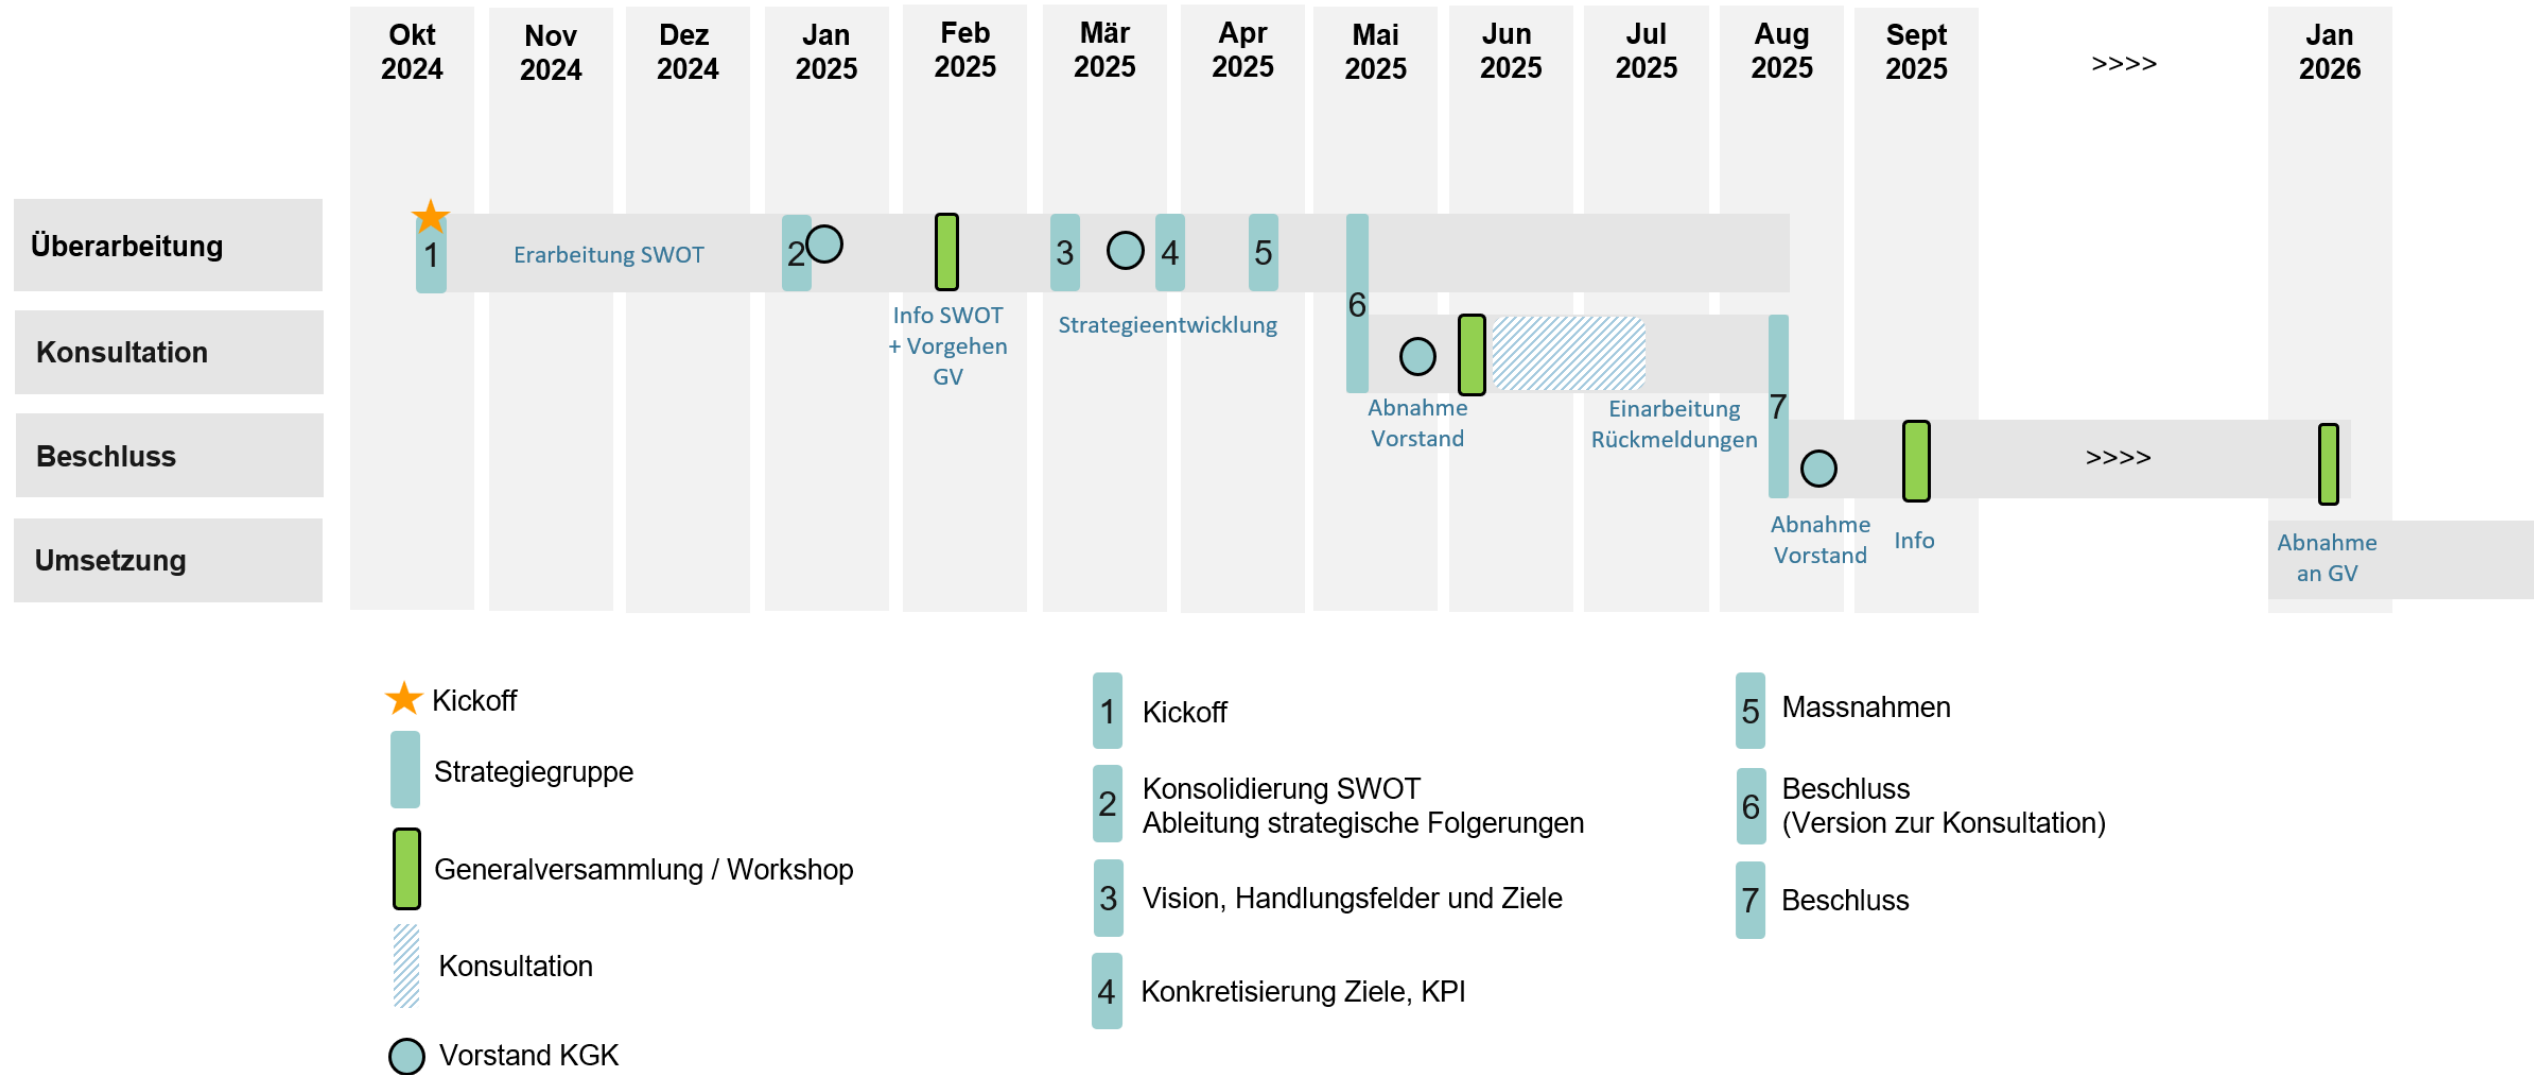 Okt Nov Dez Jan Feb Mär Apr Mai Jun Jul Aug Sept Jan
2024 2024 2024 2025 2025 2025 2025 2025 2025 2025 2025 2025 >>>> 2026
Überarbeitung
1 Erarbeitung SWOT 2 3 4 5
Info SWOT
+ Vorgehen
GV
Strategieentwicklung
6
Konsultation
Abnahme
Vorstand
Einarbeitung
Rückmeldungen
7
Beschluss
>>>>
Abnahme
Vorstand
Info
Umsetzung
Abnahme
an GV
Kickoff
Strategiegruppe
Generalversammlung / Workshop
Konsultation
Vorstand KGK
1 Kickoff
2 Konsolidierung SWOT
Ableitung strategische Folgerungen
3 Vision, Handlungsfelder und Ziele
4 Konkretisierung Ziele, KPI
5 Massnahmen
6 Beschluss
(Version zur Konsultation)
7 Beschluss